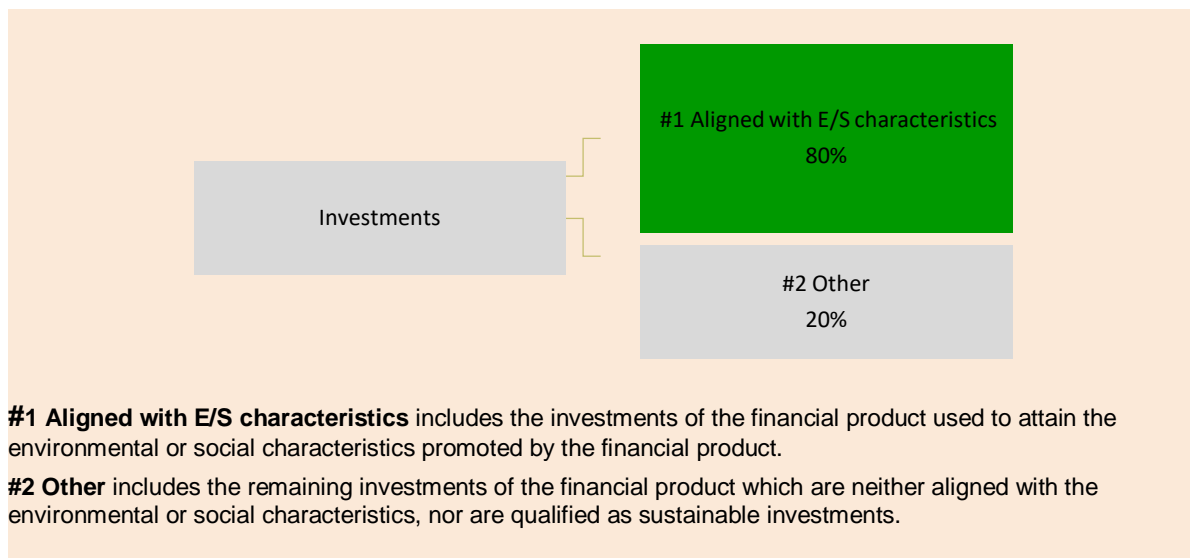 #1 Aligned with E/S characteristics
80%
Investments
#2 Other
20%
#1 Aligned with E/S characteristics includes the investments of the financial product used to attain the
environmental or social characteristics promoted by the financial product.
#2 Other includes the remaining investments of the financial product which are neither aligned with the
environmental or social characteristics, nor are qualified as sustainable investments.